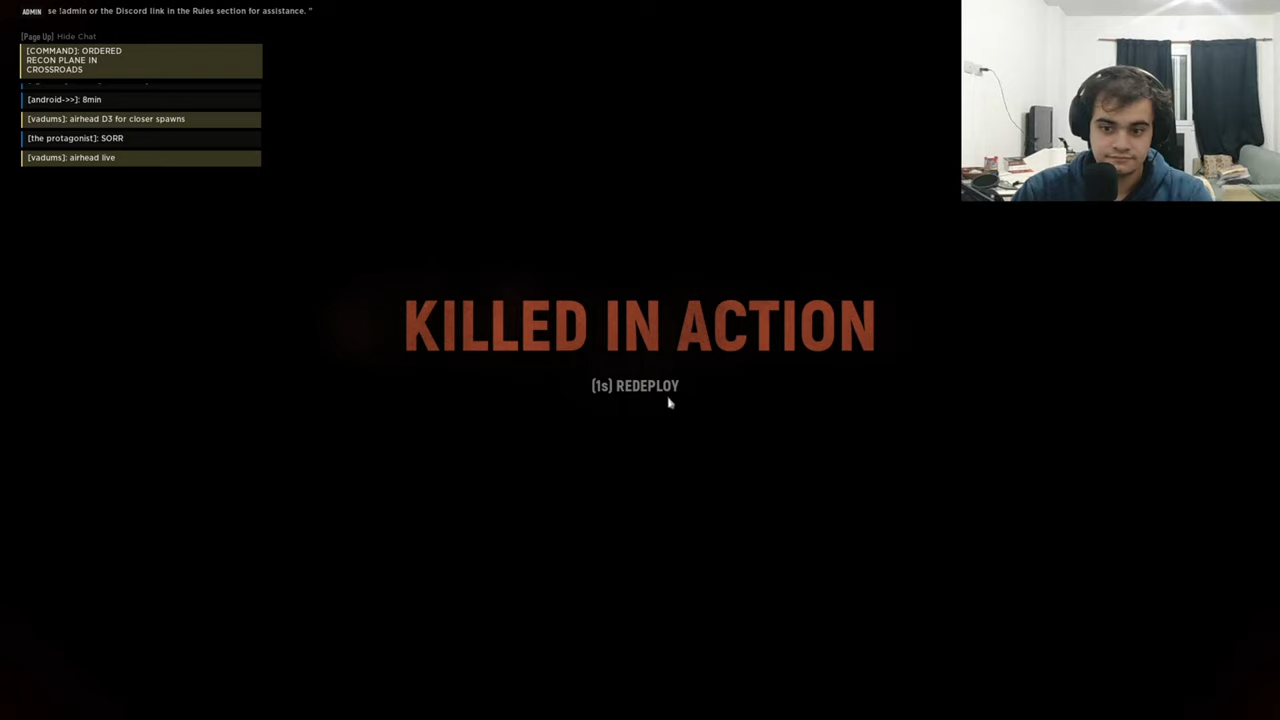 ADMIN se !admin or the Discord link in the Rules section for assistance. "
[Page Up] Hide Chat
[COMMAND]: ORDERED
RECON PLANE IN
CROSSROADS
[android->>]: 8min
[vadums]: airhead D3 for closer spawns
[the protagonist]: SORR
[vadums]: airhead live
KILLED IN ACTION
(1s) REDEPLOY